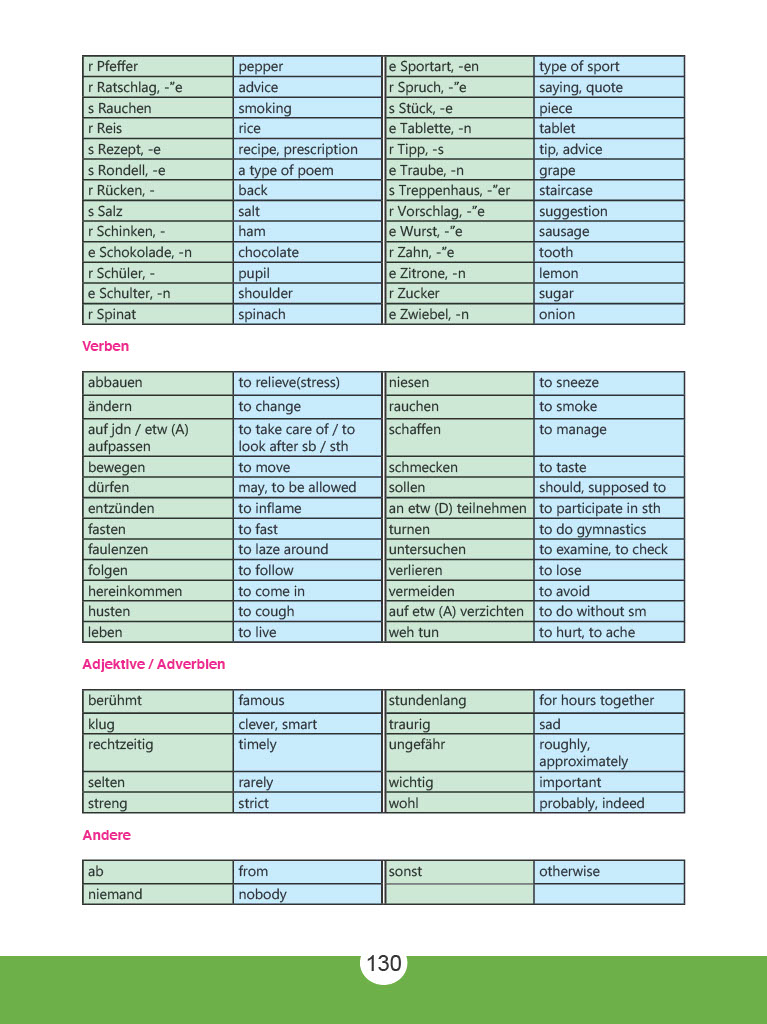 r Pfeffer pepper e Sportart, -en type of sport
r Ratschlag, -”e advice r Spruch, -”e saying, quote
s Rauchen smoking s Stück, -e piece
r Reis rice e Tablette, -n tablet
s Rezept, -e recipe, prescription r Tipp, -s tip, advice
s Rondell, -e a type of poem e Traube, -n grape
r Rücken, - back s Treppenhaus, -”er staircase
s Salz salt r Vorschlag, -”e suggestion
r Schinken, - ham e Wurst, -”e sausage
e Schokolade, -n chocolate r Zahn, -”e tooth
r Schüler, - pupil e Zitrone, -n lemon
e Schulter, -n shoulder r Zucker sugar
r Spinat spinach e Zwiebel, -n onion
Verben
abbauen to relieve(stress) niesen to sneeze
ändern to change rauchen to smoke
auf jdn / etw (A) to take care of / to schaffen to manage
aufpassen look after sb / sth
bewegen to move schmecken to taste
dürfen may, to be allowed sollen should, supposed to
entzünden to inflame an etw (D) teilnehmen to participate in sth
fasten to fast turnen to do gymnastics
faulenzen to laze around untersuchen to examine, to check
folgen to follow verlieren to lose
hereinkommen to come in vermeiden to avoid
husten to cough auf etw (A) verzichten to do without sm
leben to live weh tun to hurt, to ache
Adjektive / Adverbien
berühmt famous stundenlang for hours together
klug clever, smart traurig sad
rechtzeitig timely ungefähr roughly,
approximately
selten rarely wichtig important
streng strict wohl probably, indeed
Andere
ab from sonst otherwise
niemand nobody
130